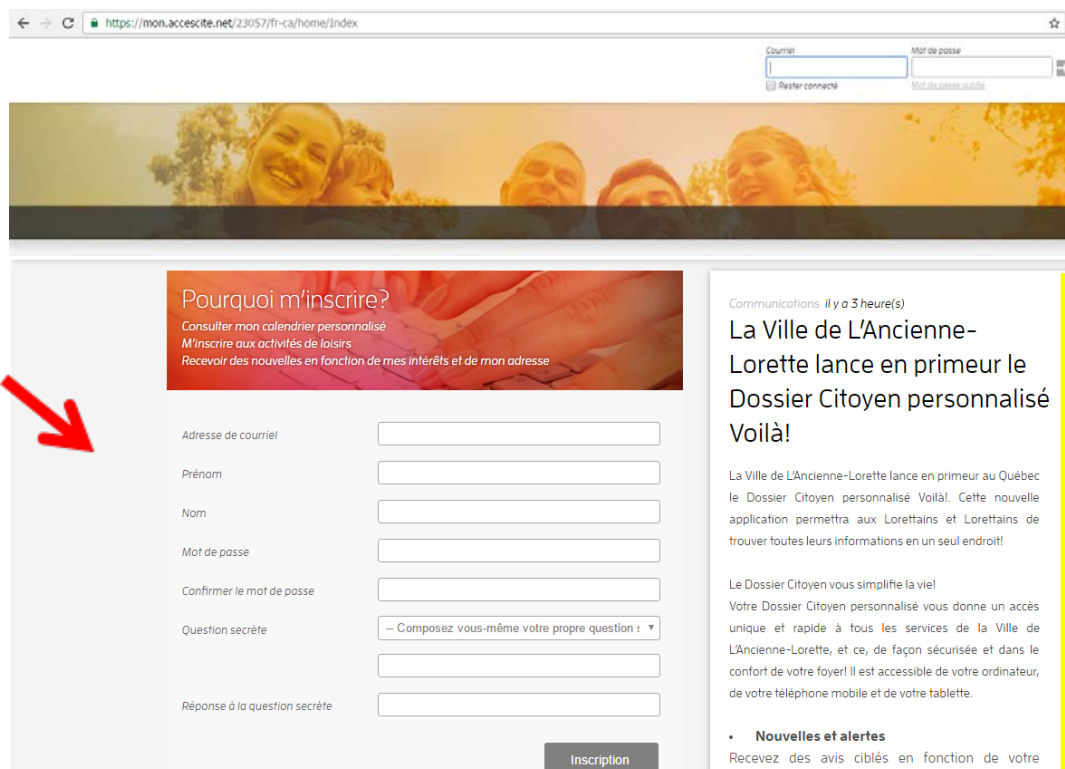 https://mon.accescite.net/23057/fr-ca/home/Index
Courriel
Mot de passe
Rester connecté
Mot de passe oublié
Pourquoi m'inscrire?
Consulter mon calendrier personnalisé
M'inscrire aux activités de loisirs
Recevoir des nouvelles en fonction de mes intérêts et de mon adresse
Adresse de courriel
Prénom
Nom
Mot de passe
Confirmer le mot de passe
Question secrète
-- Composez vous-même votre propre question s
Réponse à la question secrète
Inscription
Communications il y a 3 heure(s)
La Ville de L'Ancienne-
Lorette lance en primeur le
Dossier Citoyen personnalisé
Voilà!
La Ville de L'Ancienne-Lorette lance en primeur au Québec
le Dossier Citoyen personnalisé Voilà!. Cette nouvelle
application permettra aux Lorettains et Lorettains de
trouver toutes leurs informations en un seul endroit!
Le Dossier Citoyen vous simplifie la vie!
Votre Dossier Citoyen personnalisé vous donne un accès
unique et rapide à tous les services de la Ville de
L'Ancienne-Lorette, et ce, de façon sécurisée et dans le
confort de votre foyer! Il est accessible de votre ordinateur,
de votre téléphone mobile et de votre tablette.
• Nouvelles et alertes
Recevez des avis ciblés en fonction de votre